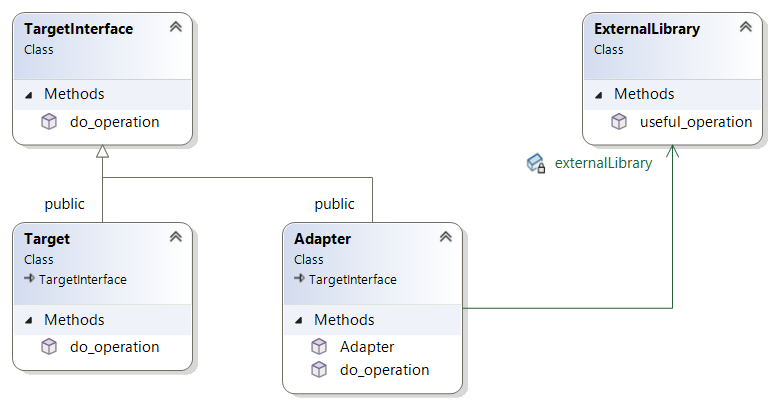 TargetInterface
Class
Methods
do_operation
ExternalLibrary
Class
Methods
useful_operation
externalLibrary
public
public
Target
Class
TargetInterface
Methods
do_operation
Adapter
Class
TargetInterface
Methods
Adapter
do_operation